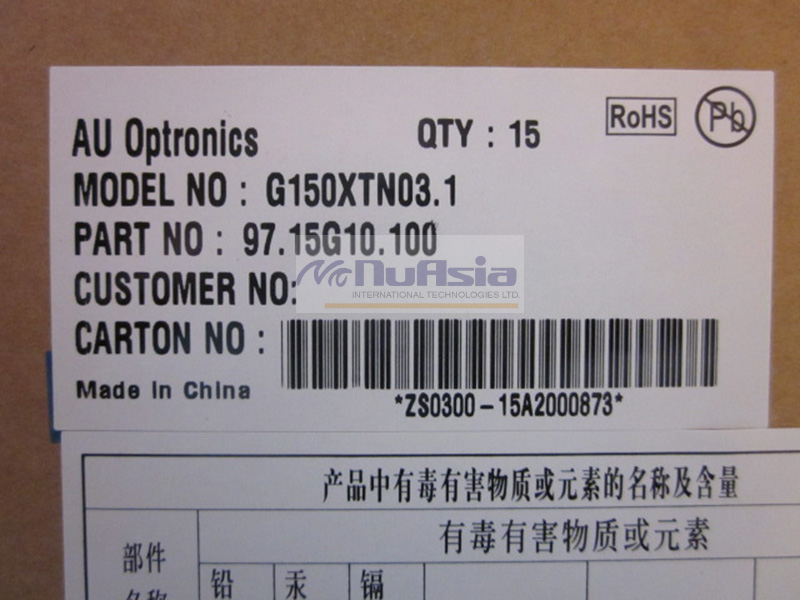 AU Optronics QTY : 15 RoHS Pb
MODEL NO : G150XTN03.1
PART NO : 97.15G10.100
NuAsia
CUSTOMER NO:
INTERNATIONAL TECHNOLOGIES LTD.
CARTON NO :
Made in China
*ZS0300-15A2000873*
产品中有毒有害物质或元素的名称及含量
有毒有害物质或元素
部件
名称
铅 汞 镉